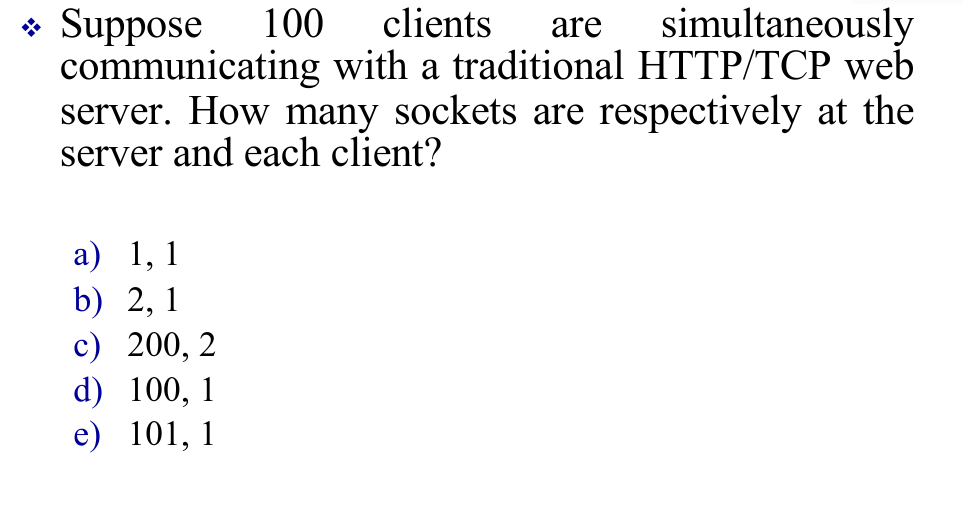 ❖ Suppose 100 clients are simultaneously
communicating with a traditional HTTP/TCP web
server. How many sockets are respectively at the
server and each client?
a) 1, 1
b) 2, 1
c) 200, 2
d) 100, 1
e) 101, 1